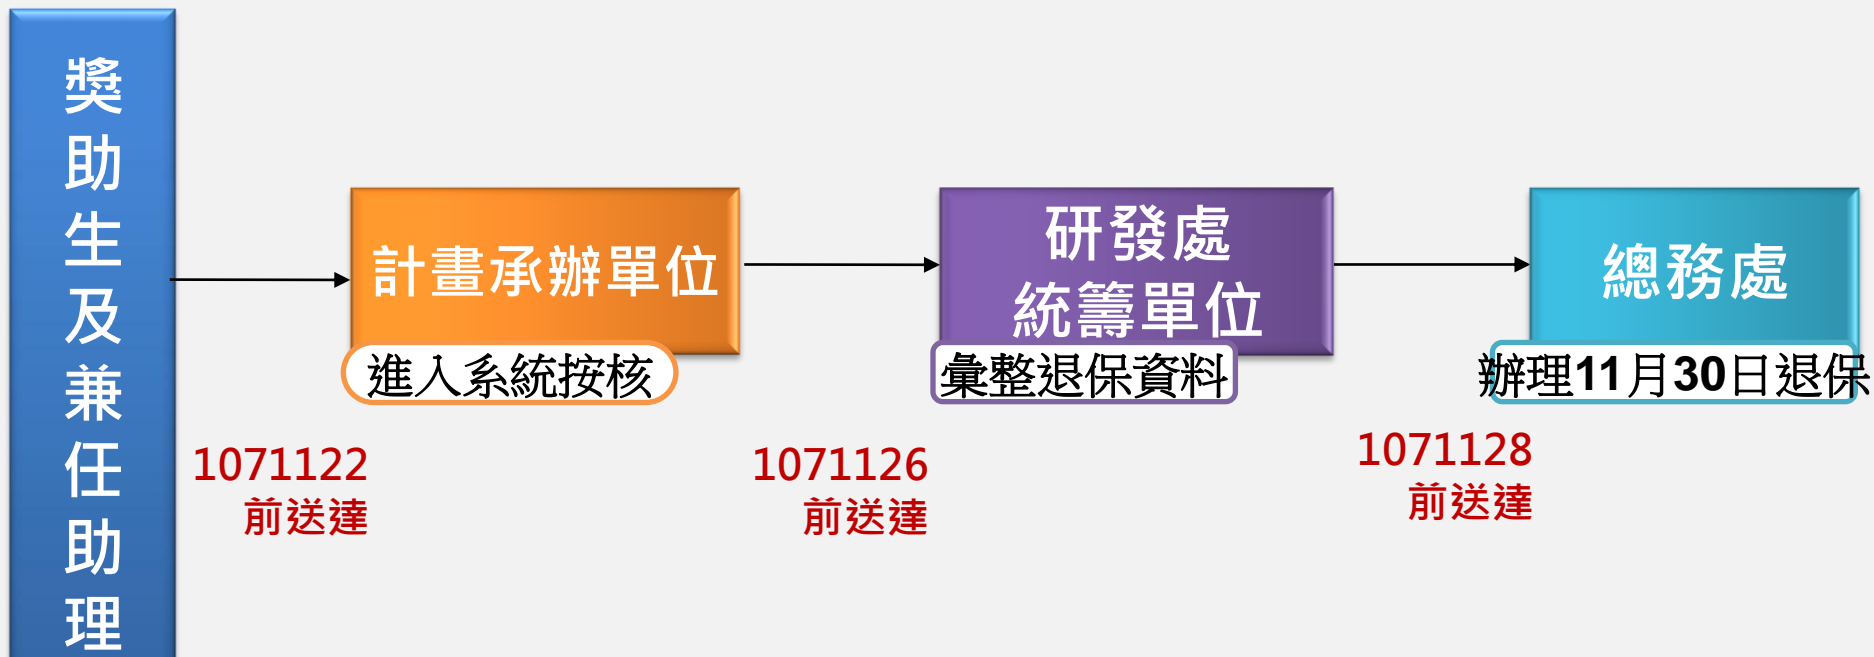 獎助生及兼任助理
計畫承辦單位
進入系統按核
1071122
前送達
研發處
統籌單位
彙整退保資料
1071126
前送達
總務處
辦理11月30日退保
1071128
前送達